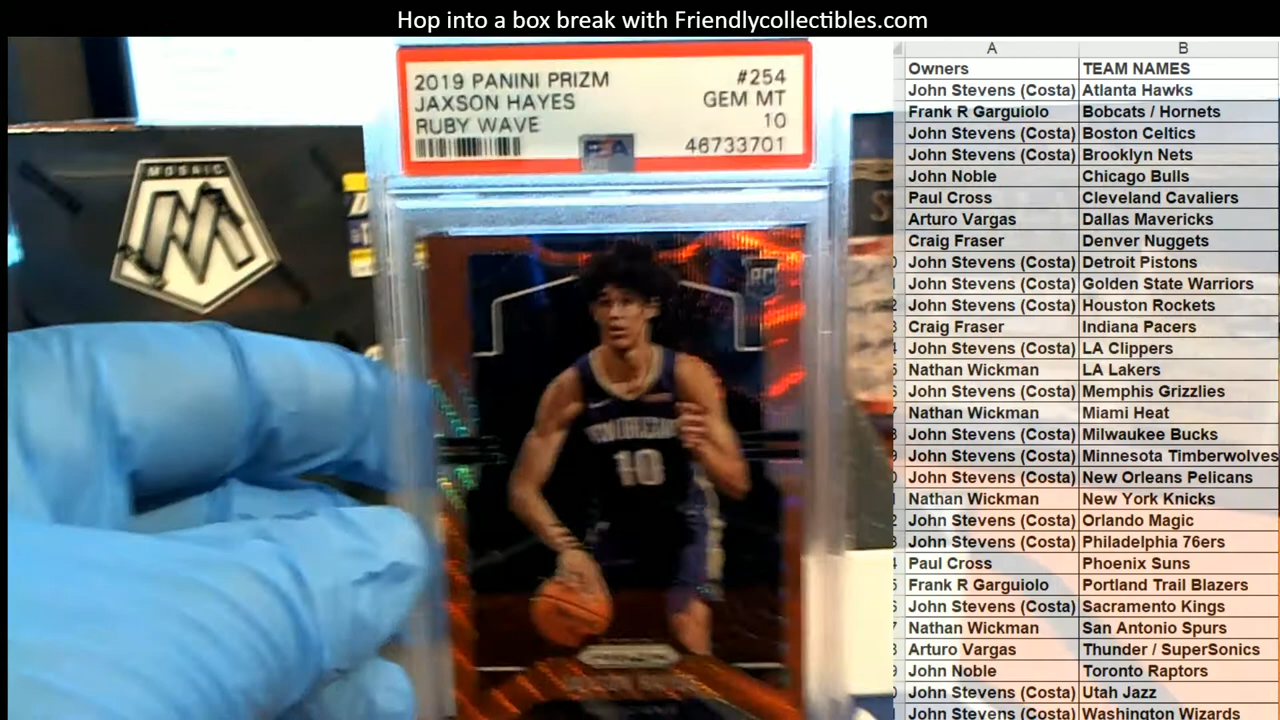 Hop into a box break with Friendlycollectibles.com
2019 PANINI PRIZM #254
JAXSON HAYES GEM MT
RUBY WAVE 10
46733701
PSA
MOSAIC
RC
10
A B
Owners TEAM NAMES
John Stevens (Costa) Atlanta Hawks
Frank R Garguiolo Bobcats / Hornets
John Stevens (Costa) Boston Celtics
John Stevens (Costa) Brooklyn Nets
John Noble Chicago Bulls
Paul Cross Cleveland Cavaliers
Arturo Vargas Dallas Mavericks
Craig Fraser Denver Nuggets
John Stevens (Costa) Detroit Pistons
John Stevens (Costa) Golden State Warriors
John Stevens (Costa) Houston Rockets
Craig Fraser Indiana Pacers
John Stevens (Costa) LA Clippers
Nathan Wickman LA Lakers
John Stevens (Costa) Memphis Grizzlies
Nathan Wickman Miami Heat
John Stevens (Costa) Milwaukee Bucks
John Stevens (Costa) Minnesota Timberwolves
John Stevens (Costa) New Orleans Pelicans
Nathan Wickman New York Knicks
John Stevens (Costa) Orlando Magic
John Stevens (Costa) Philadelphia 76ers
Paul Cross Phoenix Suns
Frank R Garguiolo Portland Trail Blazers
John Stevens (Costa) Sacramento Kings
Nathan Wickman San Antonio Spurs
Arturo Vargas Thunder / SuperSonics
John Noble Toronto Raptors
John Stevens (Costa) Utah Jazz
John Stevens (Costa) Washington Wizards